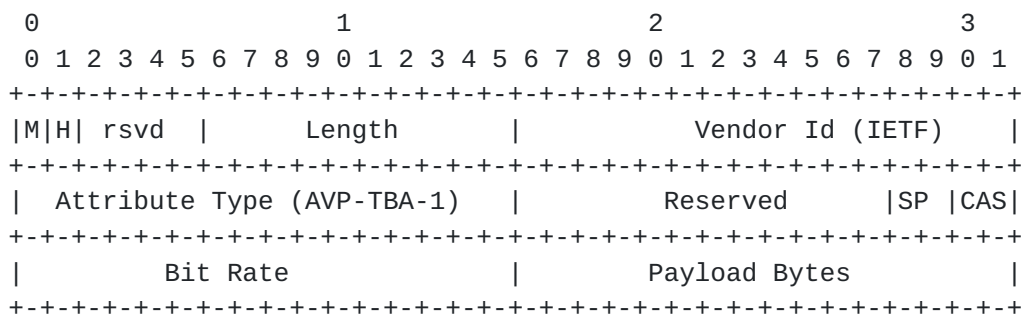 0                   1                   2                   3
 0 1 2 3 4 5 6 7 8 9 0 1 2 3 4 5 6 7 8 9 0 1 2 3 4 5 6 7 8 9 0 1
+-+-+-+-+-+-+-+-+-+-+-+-+-+-+-+-+-+-+-+-+-+-+-+-+-+-+-+-+-+-+-+-+
|M|H| rsvd  |      Length       |           Vendor Id (IETF)    |
+-+-+-+-+-+-+-+-+-+-+-+-+-+-+-+-+-+-+-+-+-+-+-+-+-+-+-+-+-+-+-+-+
|  Attribute Type (AVP-TBA-1)   |         Reserved      |SP |CAS|
+-+-+-+-+-+-+-+-+-+-+-+-+-+-+-+-+-+-+-+-+-+-+-+-+-+-+-+-+-+-+-+-+
|         Bit Rate              |        Payload Bytes          |
+-+-+-+-+-+-+-+-+-+-+-+-+-+-+-+-+-+-+-+-+-+-+-+-+-+-+-+-+-+-+-+-+